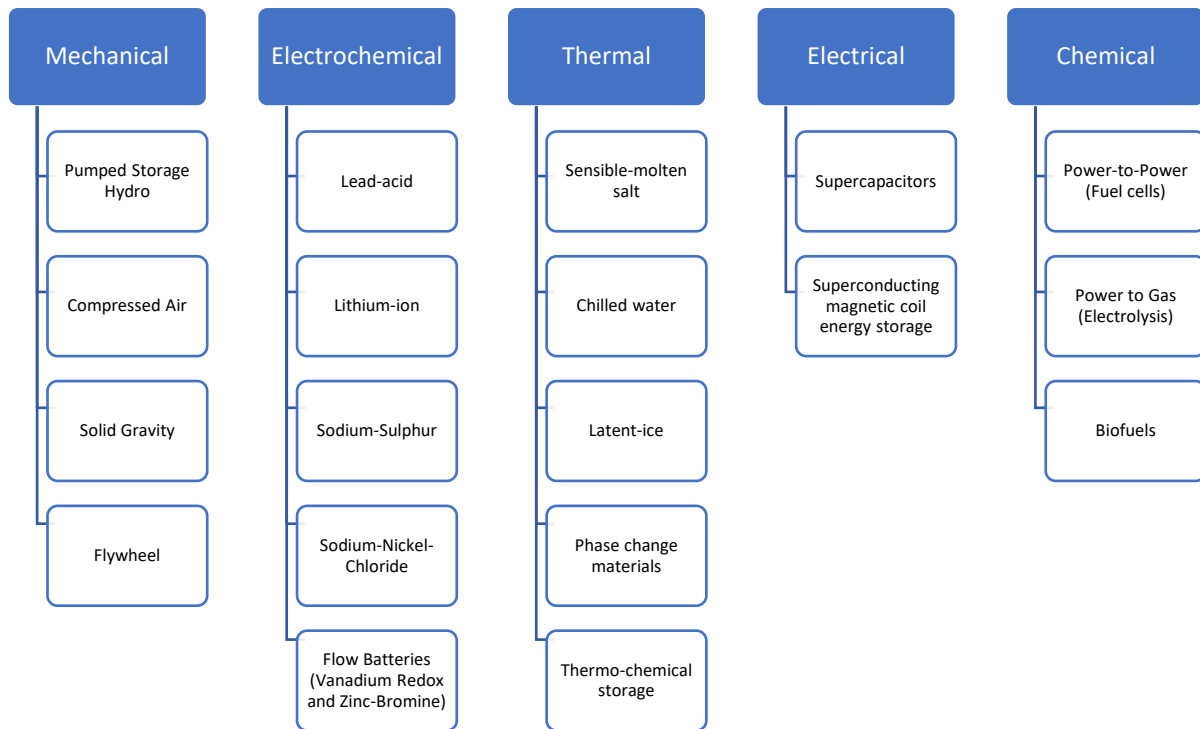 Mechanical
Pumped Storage
Hydro
Compressed Air
Solid Gravity
Flywheel
Electrochemical
Lead-acid
Lithium-ion
Sodium-Sulphur
Sodium-Nickel-
Chloride
Flow Batteries
(Vanadium Redox
and Zinc-Bromine)
Thermal
Sensible-molten
salt
Chilled water
Latent-ice
Phase change
materials
Thermo-chemical
storage
Electrical
Supercapacitors
Superconducting
magnetic coil
energy storage
Chemical
Power-to-Power
(Fuel cells)
Power to Gas
(Electrolysis)
Biofuels